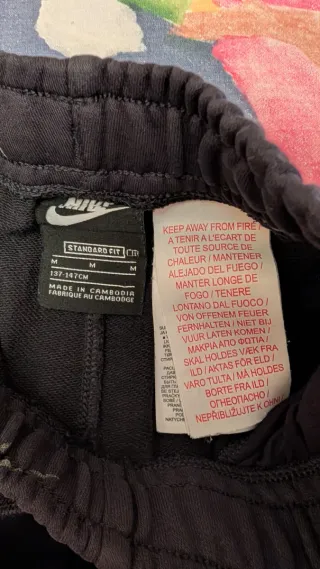 NIKE
STANDARD FIT
M M M
137-147CM
MADE IN CAMBODIA
FABRIQUE AU CAMBODGE
KEEP AWAY FROM FIRE /
A TENIR A L'ECART DE
TOUTE SOURCE DE
CHALEUR / MANTENER
ALEJADO DEL FUEGO /
MANTER LONGE DE
FOGO / TENERE
LONTANO DAL FUOCO /
VON OFFENEM FEUER
FERNHALTEN / NIET BIJ
VUUR LATEN KOMEN /
ΜΑΚΡΙΑ ΑΠΟ ΦΩΤΙΑ /
SKAL HOLDES VÆK FRA
ILD / AKTAS FÖR ELD /
VARO TULTA / MÅ HOLDES
BORTE FRA ILD /
ОГНЕОПАСНО /
NEPŘIBLIŽUJTE K OHNI